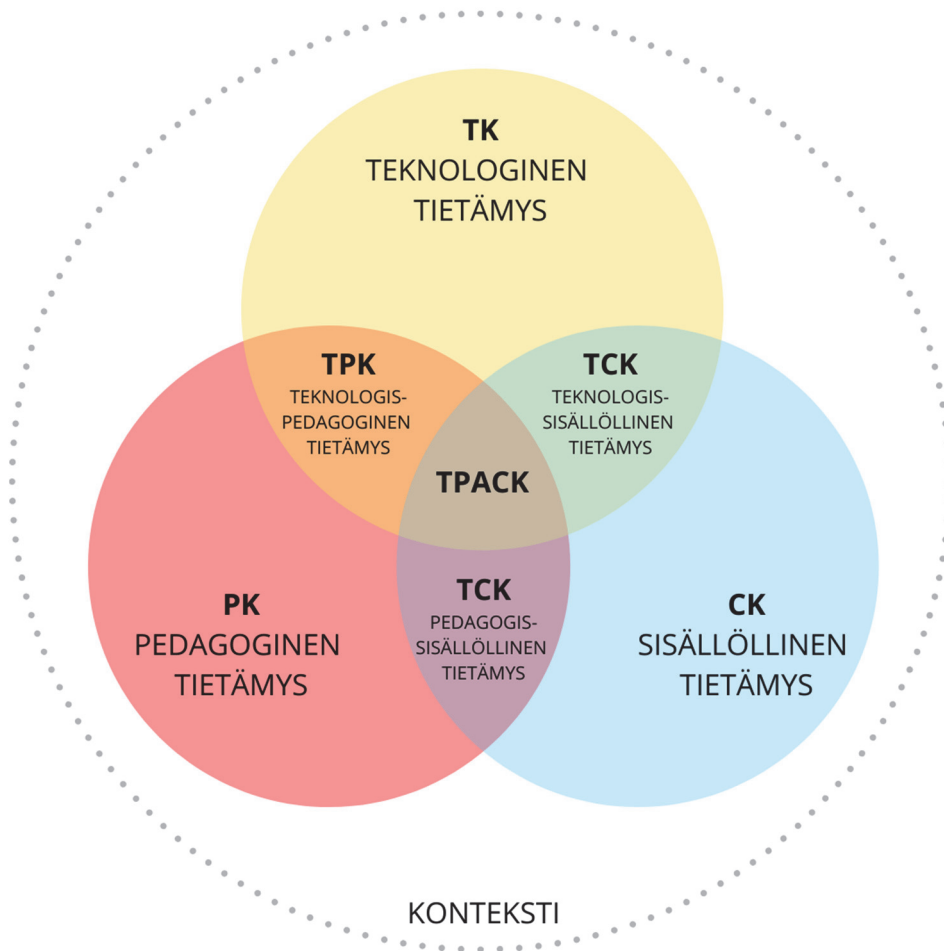 TK
TEKNOLOGINEN
TIETÄMYS
TPK
TEKNOLOGIS-
PEDAGOGINEN
TIETÄMYS
TCK
TEKNOLOGIS-
SISÄLLÖLLINEN
TIETÄMYS
TPACK
PK
PEDAGOGINEN
TIETÄMYS
TCK
PEDAGOGIS-
SISÄLLÖLLINEN
TIETÄMYS
CK
SISÄLLÖLLINEN
TIETÄMYS
KONTEKSTI